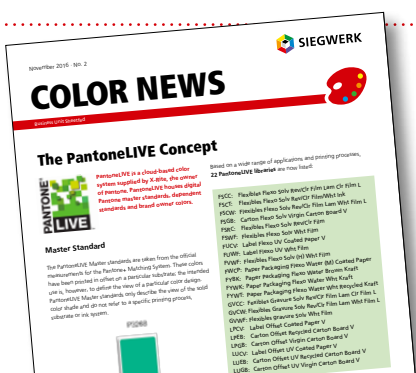 SIEGWERK
November 2016 · No. 2
COLOR NEWS
The PantoneLIVE Concept
PantoneLIVE is a cloud-based color
system supplied by X-Rite, the owner
of Pantone. PantoneLIVE houses digital
Pantone master standards, dependent
standards and brand owner colors.
PANTONE
LIVE
Master Standard
The PantoneLIVE Master standards are taken from the official
measurements for the Pantone+ Matching System. These colors
have been printed in offset on a particular substrate; the intended
use is, however, to define the view of a particular color design.
PantoneLIVE Master standards only describe the view of the solid
color shade and do not refer to a specific printing process,
substrate or ink system.
Based on a wide range of applications and printing processes,
22 PantoneLIVE libraries are now listed:
FSCC: Flexibles Flexo Solv Rev/Clr Film Lam Clr Film L
FSCT: Flexibles Flexo Solv Rev/Clr Film/Wht Ink
FSCW: Flexibles Flexo Solv Rev/Clr Film Lam Wht Film L
FSGB: Carton Flexo Solv Virgin Carton Board V
FSRC: Flexibles Flexo Solv Rev/Clr Film
FSWF: Flexibles Flexo Solv Wht Film
FUCV: Label Flexo UV Coated Paper V
FUWF: Label Flexo UV Wht Film
FVWF: Flexibles Flexo Solv (H) Wht Film
FWCP: Paper Packaging Flexo Water (M) Coated Paper
FYBK: Paper Packaging Flexo Water Brown Kraft
FYWK: Paper Packaging Flexo Water Wht Kraft
FYWT: Paper Packaging Flexo Water Wht Recycled Kraft
GVCC: Flexibles Gravure Solv Rev/Clr Film Lam Clr Film L
GVCW: Flexibles Gravure Solv Rev/Clr Film Lam Wht Film L
GVWF: Flexibles gravure Solv Wht Film
LPCV: Label Offset Coated Paper V
LPEB: Carton Offset Recycled Carton Board V
LPGB: Carton Offset Virgin Carton Board V
LUCV: Label Offset UV Coated Paper V
LUEB: Carton Offset UV Recycled Carton Board V
LUGB: Carton Offset UV Virgin Carton Board V